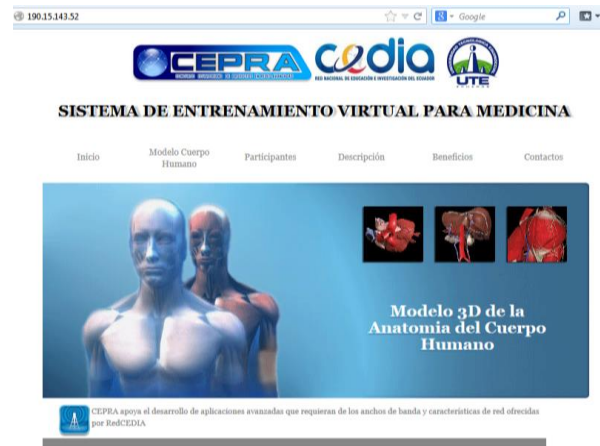 190.15.143.52
Google
CEPRA
cedia
RED NACIONAL DE EDUCACIÓN E INVESTIGACIÓN DEL ECUADOR
UTE
SISTEMA DE ENTRENAMIENTO VIRTUAL PARA MEDICINA
Inicio
Modelo Cuerpo
Humano
Participantes
Descripción
Beneficios
Contactos
Modelo 3D de la
Anatomia del Cuerpo
Humano
CEPRA apoya el desarrollo de aplicaciones avanzadas que requieran de los anchos de banda y características de red ofrecidas
por RedCEDIA